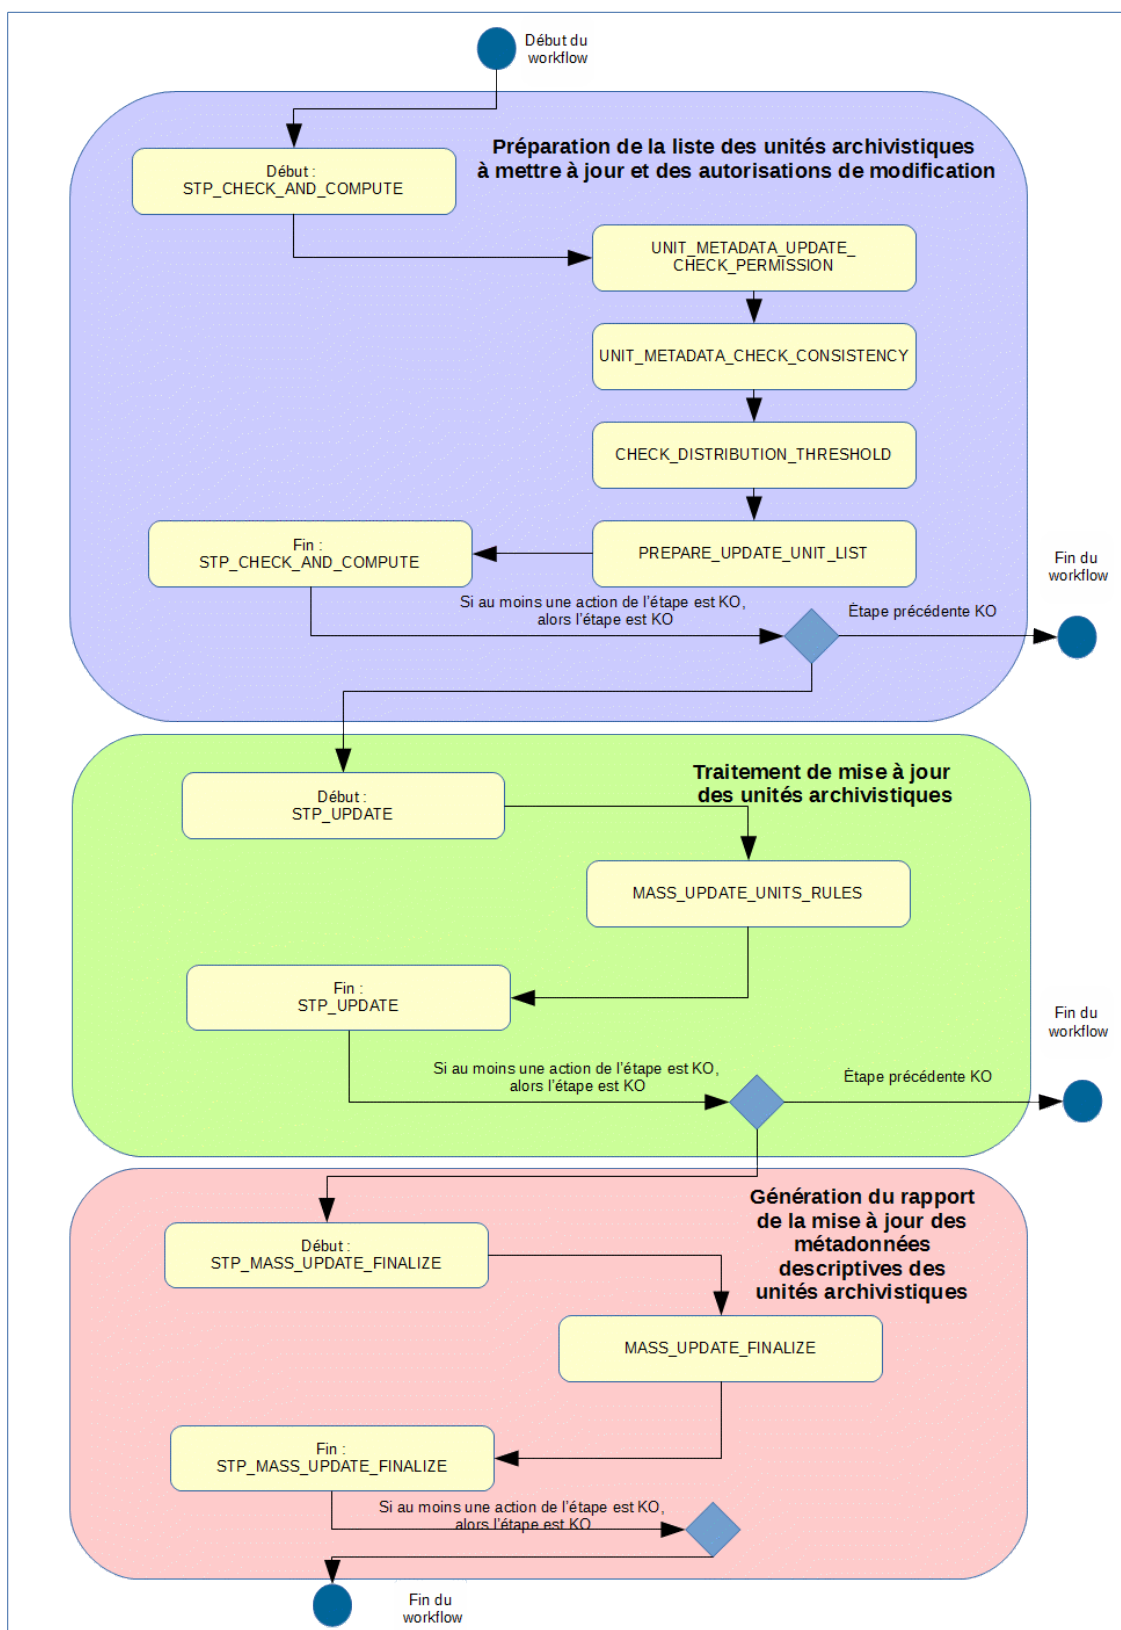 Début du
workflow
Préparation de la liste des unités archivistiques
à mettre à jour et des autorisations de modification
Début :
STP_CHECK_AND_COMPUTE
UNIT_METADATA_UPDATE_
CHECK_PERMISSION
UNIT_METADATA_CHECK_CONSISTENCY
CHECK_DISTRIBUTION_THRESHOLD
PREPARE_UPDATE_UNIT_LIST
Fin :
STP_CHECK_AND_COMPUTE
Si au moins une action de l'étape est KO,
alors l'étape est KO
Étape précédente KO
Fin du
workflow
Traitement de mise à jour
des unités archivistiques
Début :
STP_UPDATE
MASS_UPDATE_UNITS_RULES
Fin :
STP_UPDATE
Si au moins une action de l'étape est KO,
alors l'étape est KO
Étape précédente KO
Fin du
workflow
Génération du rapport
de la mise à jour des
métadonnées
descriptives des
unités archivistiques
Début :
STP_MASS_UPDATE_FINALIZE
MASS_UPDATE_FINALIZE
Fin :
STP_MASS_UPDATE_FINALIZE
Si au moins une action de l'étape est KO,
alors l'étape est KO
Fin du
workflow